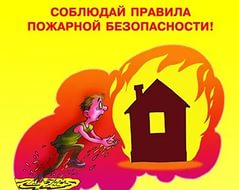 СОБЛЮДАЙ ПРАВИЛА
ПОЖАРНОЙ БЕЗОПАСНОСТИ!